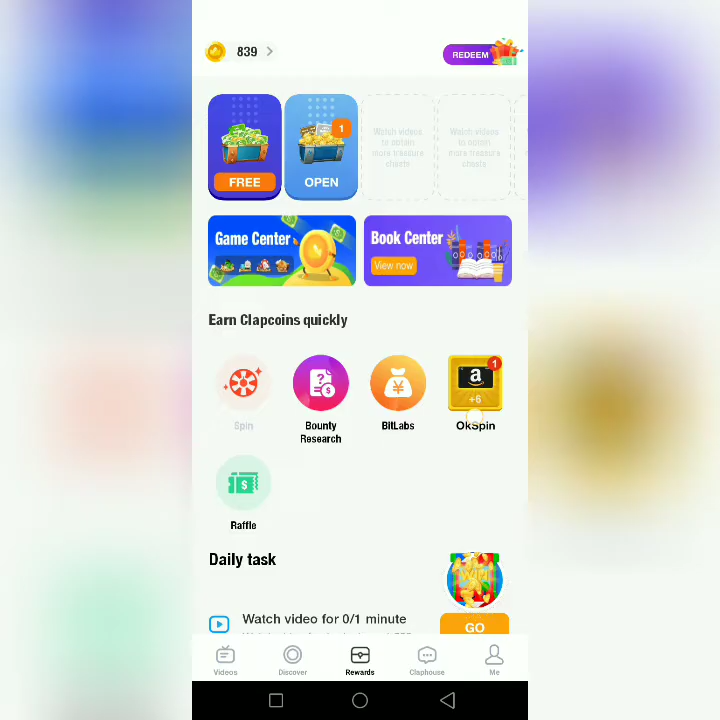 839
REDEEM
1
FREE
OPEN
Watch videos
to obtain
more treasure
chests
Watch videos
to obtain
more treasure
chests
Game Center
Book Center
View now
Earn Clapcoins quickly
1
a
+6
Spin
Bounty
Research
BitLabs
OkSpin
Raffle
Daily task
Watch video for 0/1 minute
GO
Videos
Discover
Rewards
Claphouse
Me